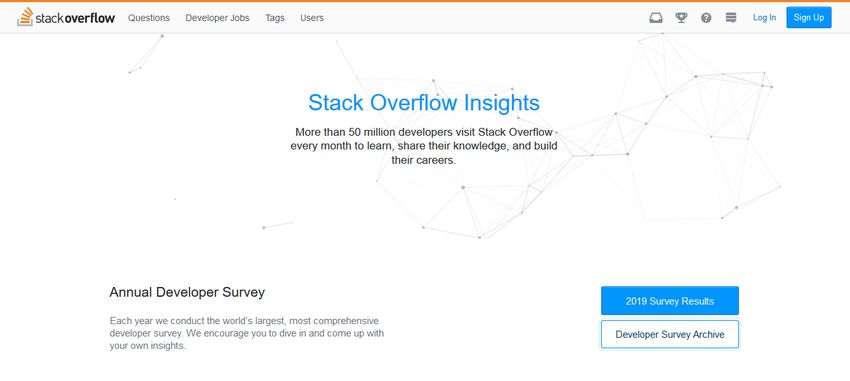 stackoverflow Questions Developer Jobs Tags Users ? Log In Sign Up
Stack Overflow Insights
More than 50 million developers visit Stack Overflow
every month to learn, share their knowledge, and build
their careers.
Annual Developer Survey
Each year we conduct the world's largest, most comprehensive
developer survey. We encourage you to dive in and come up with
your own insights.
2019 Survey Results
Developer Survey Archive